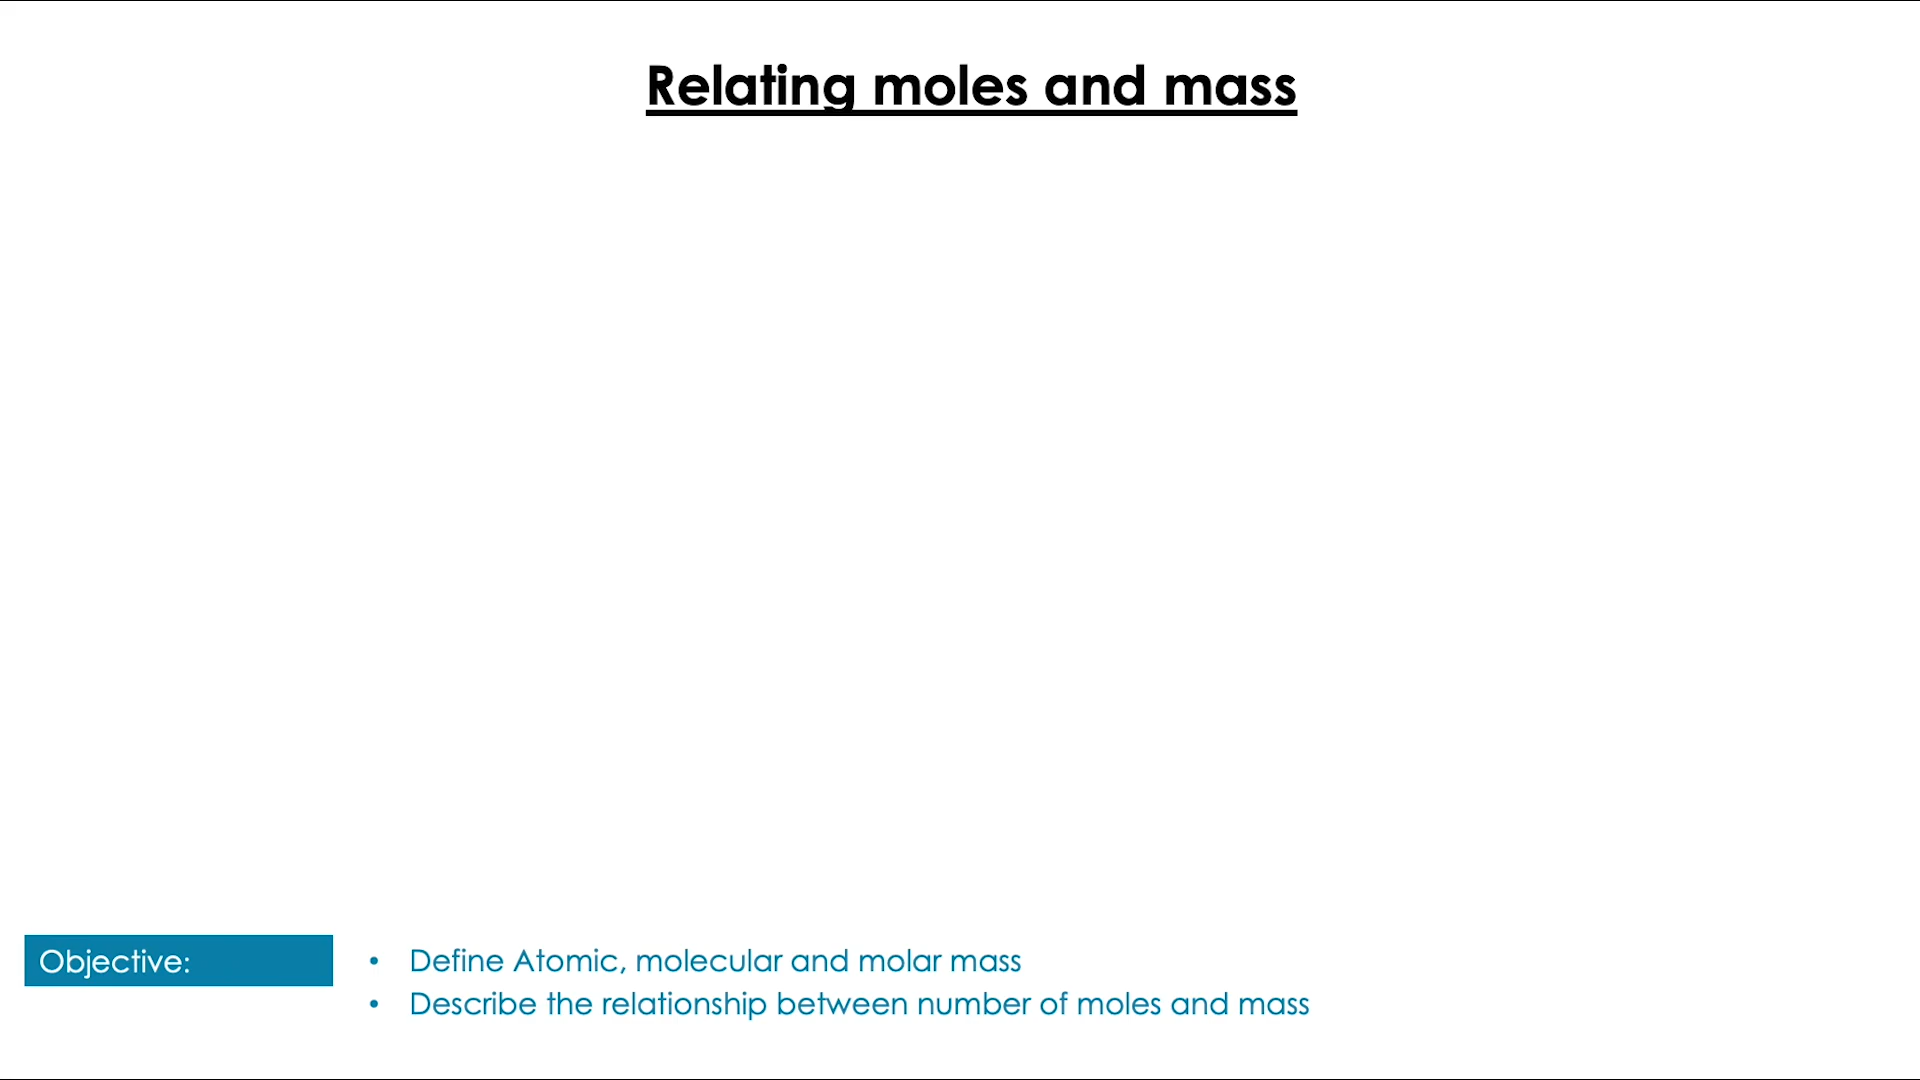 Relating moles and mass
Objective:
• Define Atomic, molecular and molar mass
• Describe the relationship between number of moles and mass